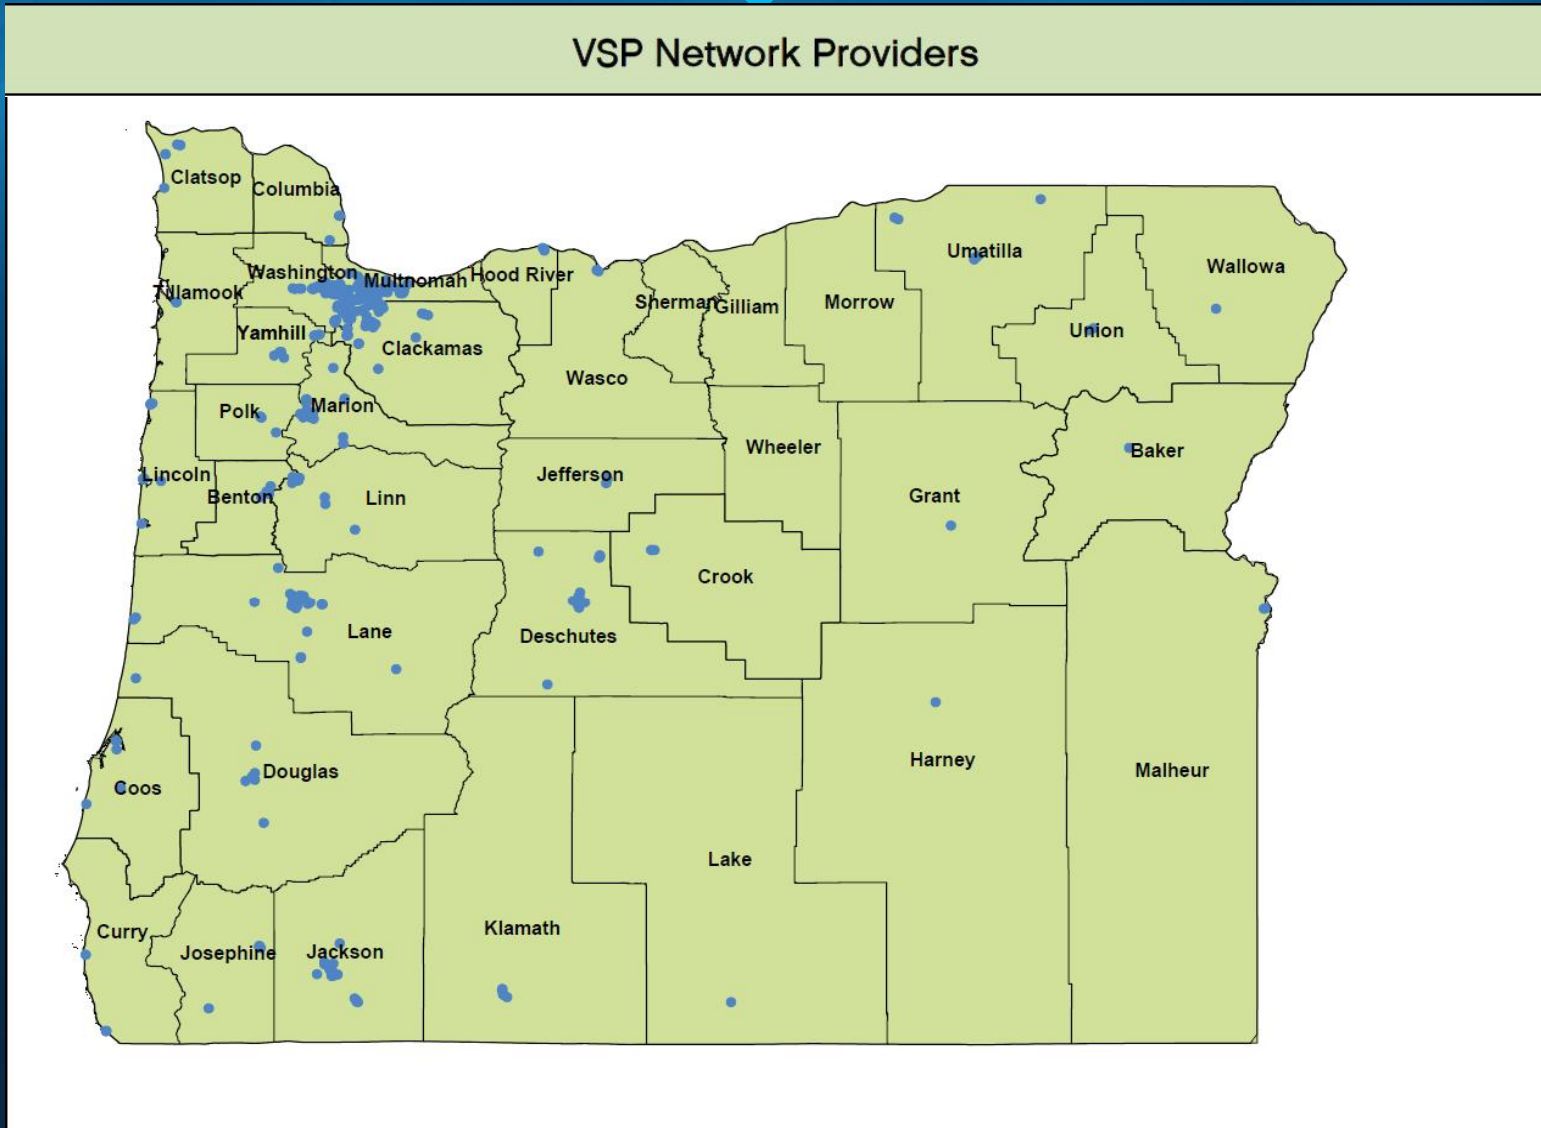 VSP Network Providers
Clatsop
Columbia
Washington
Multnomah
Hood River
Tillamook
Sherman
Gilliam
Morrow
Umatilla
Wallowa
Yamhill
Clackamas
Union
Wasco
Polk
Marion
Wheeler
Baker
Lincoln
Benton
Linn
Jefferson
Grant
Crook
Lane
Deschutes
Douglas
Coos
Harney
Malheur
Lake
Curry
Josephine
Jackson
Klamath